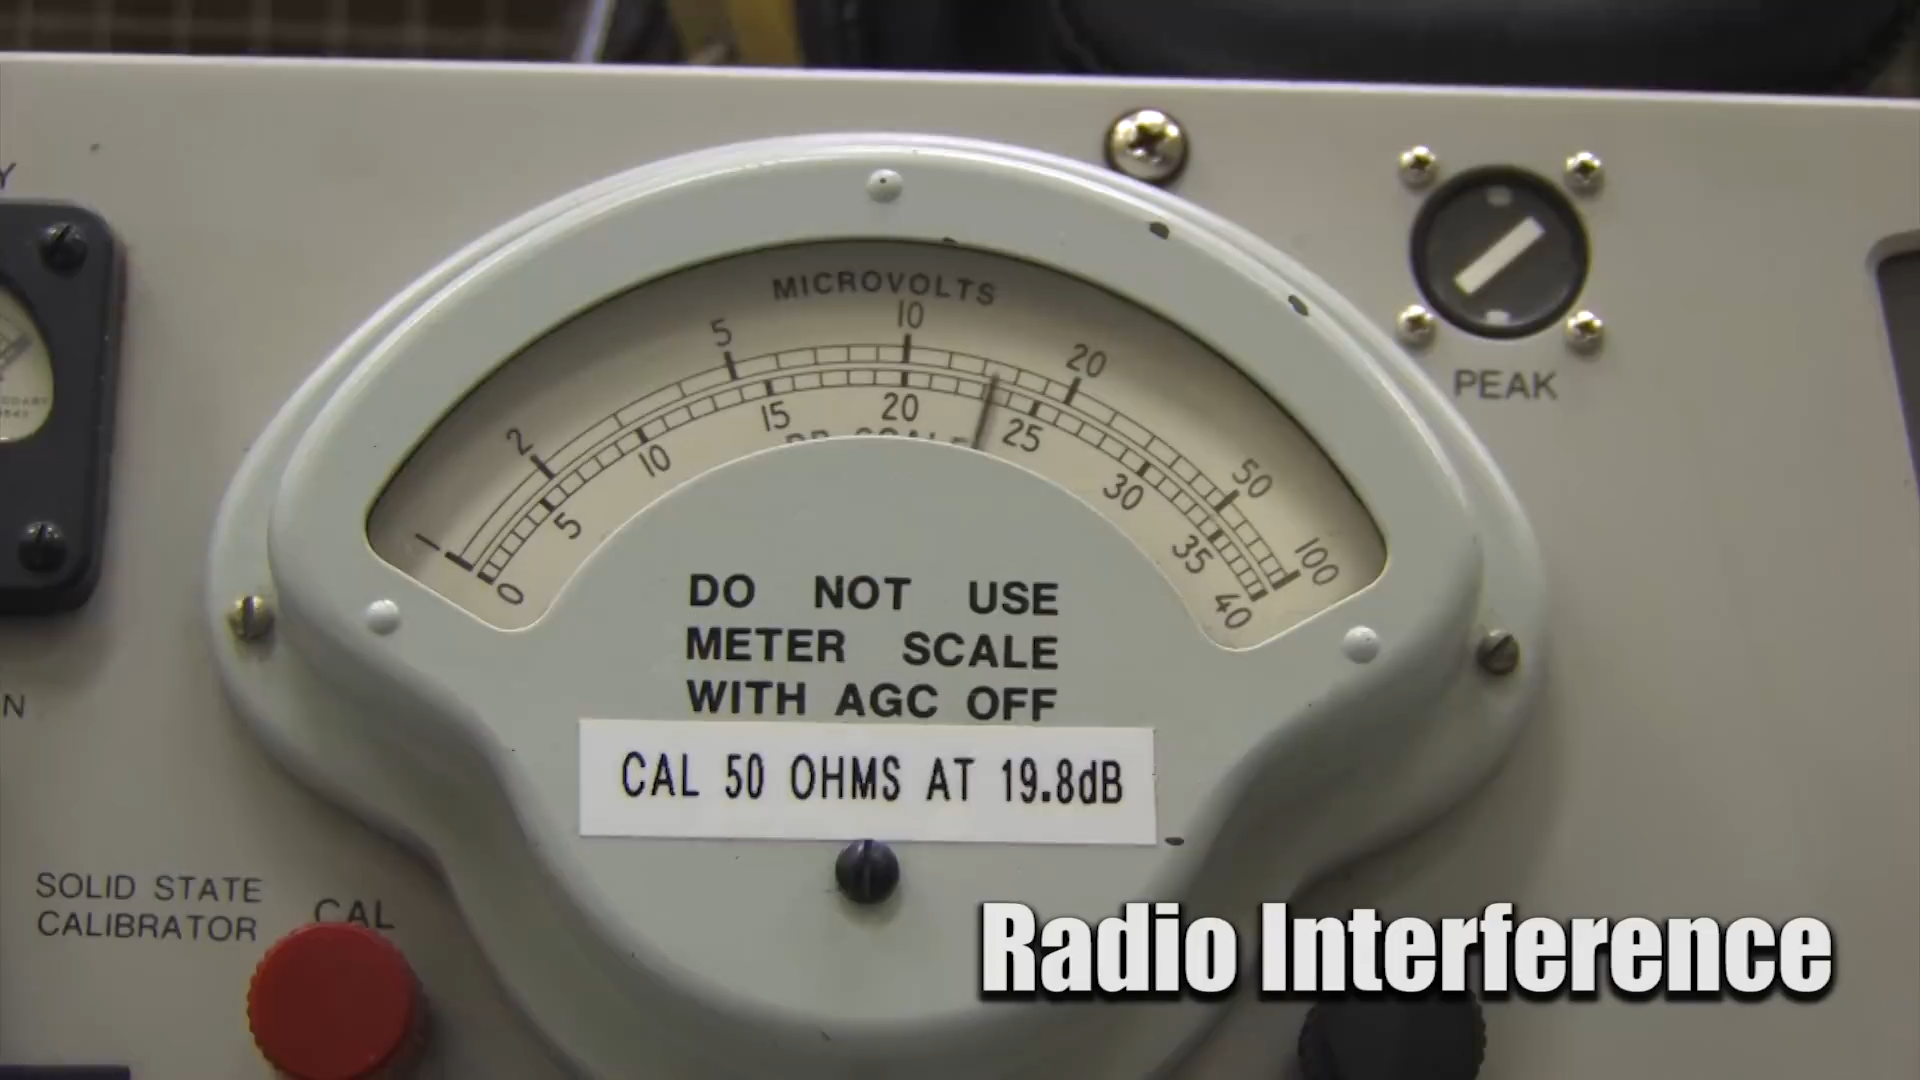 MICROVOLTS
1 2 5 10 20 50 100
0 5 10 15 20 25 30 35 40
PEAK
Y
N
DO NOT USE
METER SCALE
WITH AGC OFF
CAL 50 OHMS AT 19.8dB
SOLID STATE
CALIBRATOR
CAL
Radio Interference